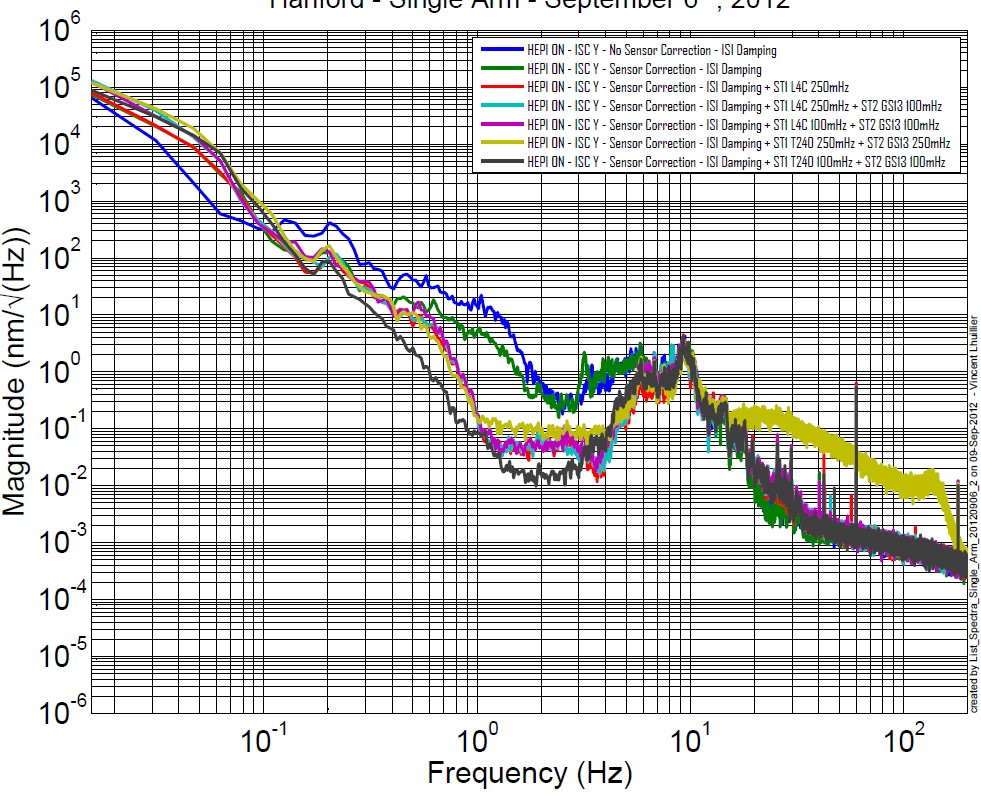 Hanford - Single Arm - September 6 , 2012
10^6
10^5
10^4
10^3
10^2
10^1
10^0
10^-1
10^-2
10^-3
10^-4
10^-5
10^-6
Magnitude (nm/√(Hz))
HEPI ON - ISC Y - No Sensor Correction - ISI Damping
HEPI ON - ISC Y - Sensor Correction - ISI Damping
HEPI ON - ISC Y - Sensor Correction - ISI Damping + ST1 L4C 250mHz
HEPI ON - ISC Y - Sensor Correction - ISI Damping + ST1 L4C 250mHz + ST2 GS13 100mHz
HEPI ON - ISC Y - Sensor Correction - ISI Damping + ST1 L4C 100mHz + ST2 GS13 100mHz
HEPI ON - ISC Y - Sensor Correction - ISI Damping + ST1 T240 250mHz + ST2 GS13 250mHz
HEPI ON - ISC Y - Sensor Correction - ISI Damping + ST1 T240 100mHz + ST2 GS13 100mHz
created by List_Spectra_Single_Arm_20120906_2 on 09-Sep-2012 - Vincent Lhuillier
10^-1
10^0
10^1
10^2
Frequency (Hz)